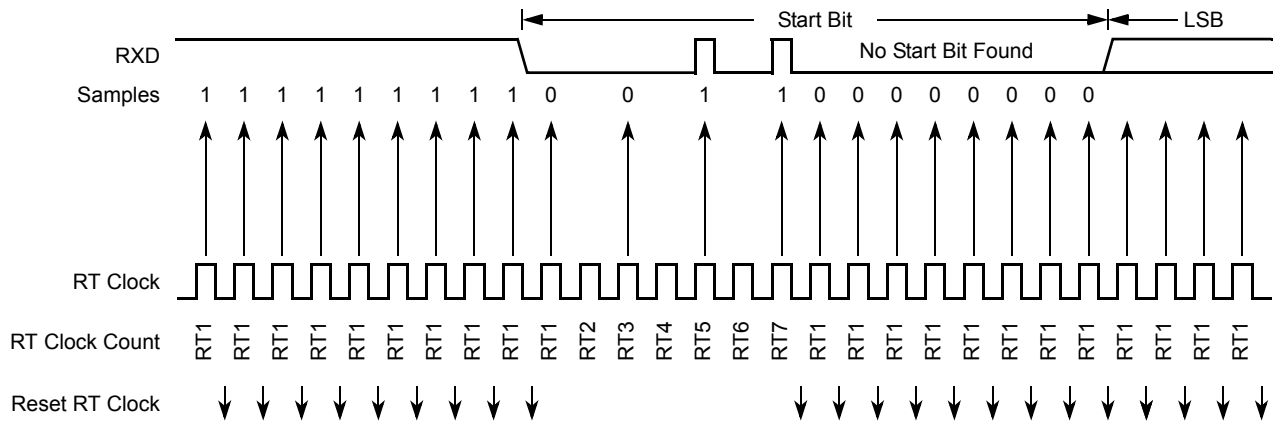 Start Bit LSB
RXD No Start Bit Found
Samples 1 1 1 1 1 1 1 1 1 0 0 1 1 0 0 0 0 0 0 0 0
RT Clock
RT Clock Count RT1 RT1 RT1 RT1 RT1 RT1 RT1 RT1 RT1 RT1 RT2 RT3 RT4 RT5 RT6 RT7 RT1 RT1 RT1 RT1 RT1 RT1 RT1 RT1 RT1 RT1 RT1 RT1
Reset RT Clock